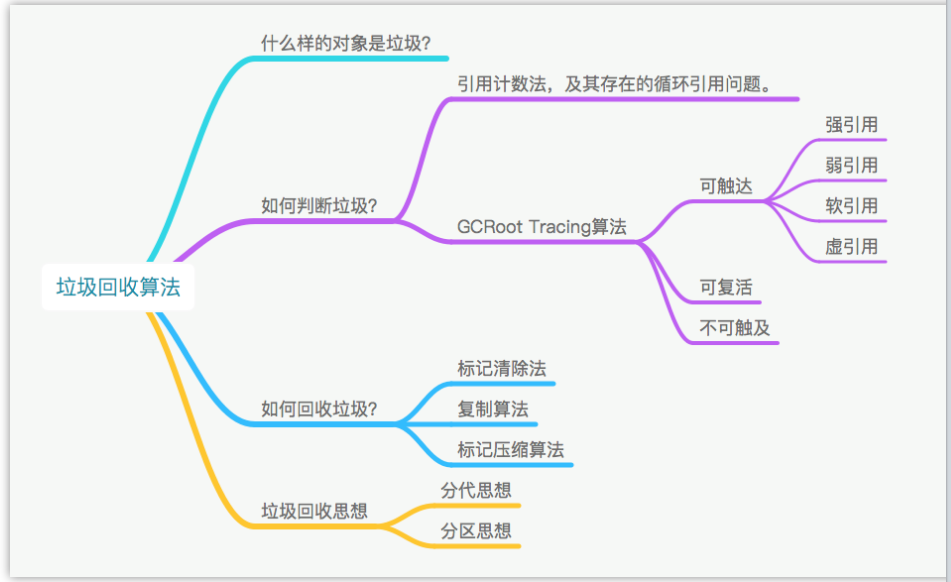 垃圾回收算法
什么样的对象是垃圾?
如何判断垃圾?
引用计数法，及其存在的循环引用问题。
GCRoot Tracing算法
可触达
强引用
弱引用
软引用
虚引用
可复活
不可触及
如何回收垃圾?
标记清除法
复制算法
标记压缩算法
垃圾回收思想
分代思想
分区思想